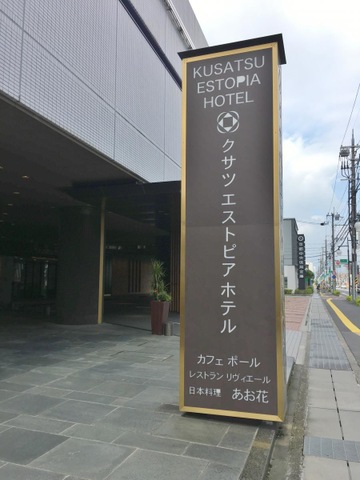 KUSATSU
ESTOPIA
HOTEL
クサツ エストピア ホテル
カフェ ポール
レストラン リヴィエール
日本料理 あお花